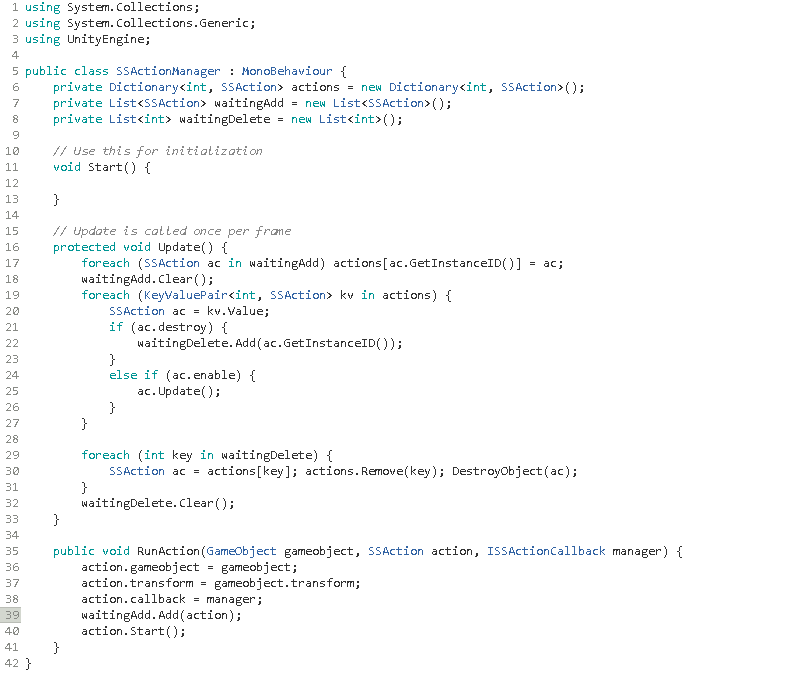 1 using System.Collections;
2 using System.Collections.Generic;
3 using UnityEngine;
4
5 public class SSActionManager : MonoBehaviour {
6     private Dictionary<int, SSAction> actions = new Dictionary<int, SSAction>();
7     private List<SSAction> waitingAdd = new List<SSAction>();
8     private List<int> waitingDelete = new List<int>();
9
10     // Use this for initialization
11     void Start() {
12
13     }
14
15     // Update is called once per frame
16     protected void Update() {
17         foreach (SSAction ac in waitingAdd) actions[ac.GetInstanceID()] = ac;
18         waitingAdd.Clear();
19         foreach (KeyValuePair<int, SSAction> kv in actions) {
20             SSAction ac = kv.Value;
21             if (ac.destroy) {
22                 waitingDelete.Add(ac.GetInstanceID());
23             }
24             else if (ac.enable) {
25                 ac.Update();
26             }
27         }
28
29         foreach (int key in waitingDelete) {
30             SSAction ac = actions[key]; actions.Remove(key); DestroyObject(ac);
31         }
32         waitingDelete.Clear();
33     }
34
35     public void RunAction(GameObject gameobject, SSAction action, ISSActionCallback manager) {
36         action.gameobject = gameobject;
37         action.transform = gameobject.transform;
38         action.callback = manager;
39         waitingAdd.Add(action);
40         action.Start();
41     }
42 }